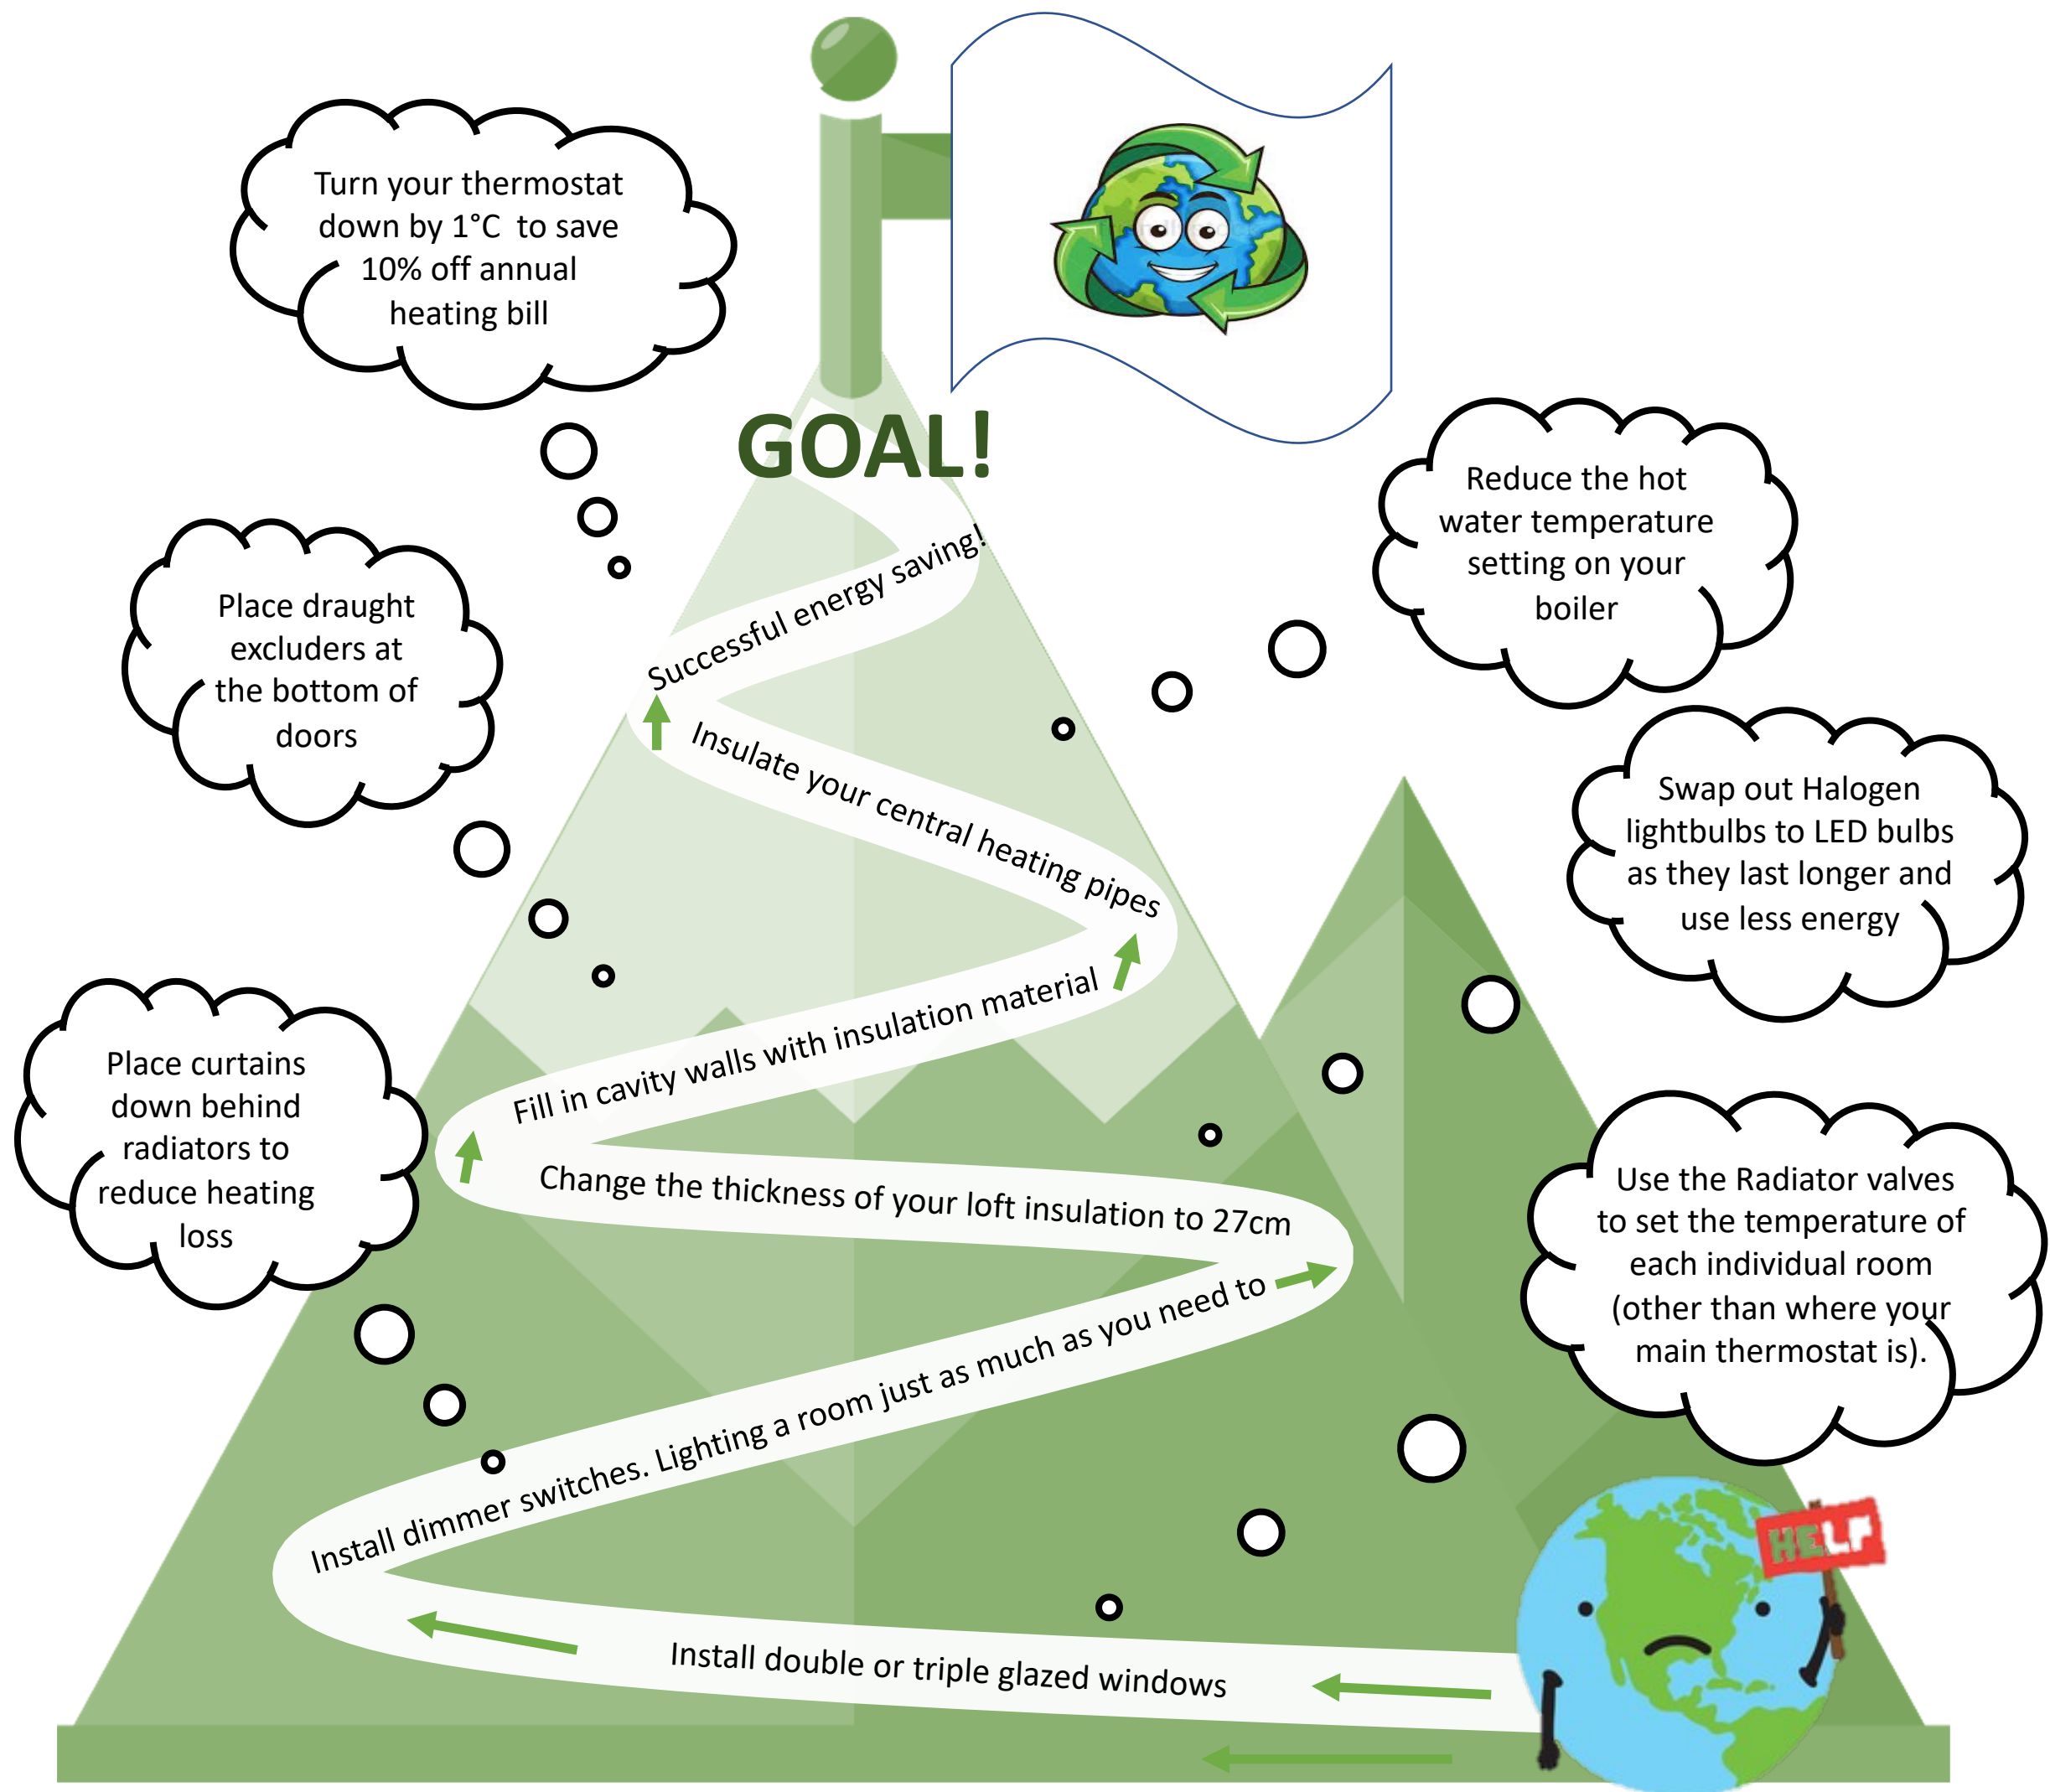 Turn your thermostat
down by 1°C to save
10% off annual
heating bill
GOAL!
Reduce the hot
water temperature
setting on your
boiler
Successful energy saving!
Place draught
excluders at
the bottom of
doors
Insulate your central heating pipes
Swap out Halogen
lightbulbs to LED bulbs
as they last longer and
use less energy
Fill in cavity walls with insulation material
Place curtains
down behind
radiators to
reduce heating
loss
Change the thickness of your loft insulation to 27cm
Use the Radiator valves
to set the temperature of
each individual room
(other than where your
main thermostat is).
Install dimmer switches. Lighting a room just as much as you need to
HELP
Install double or triple glazed windows